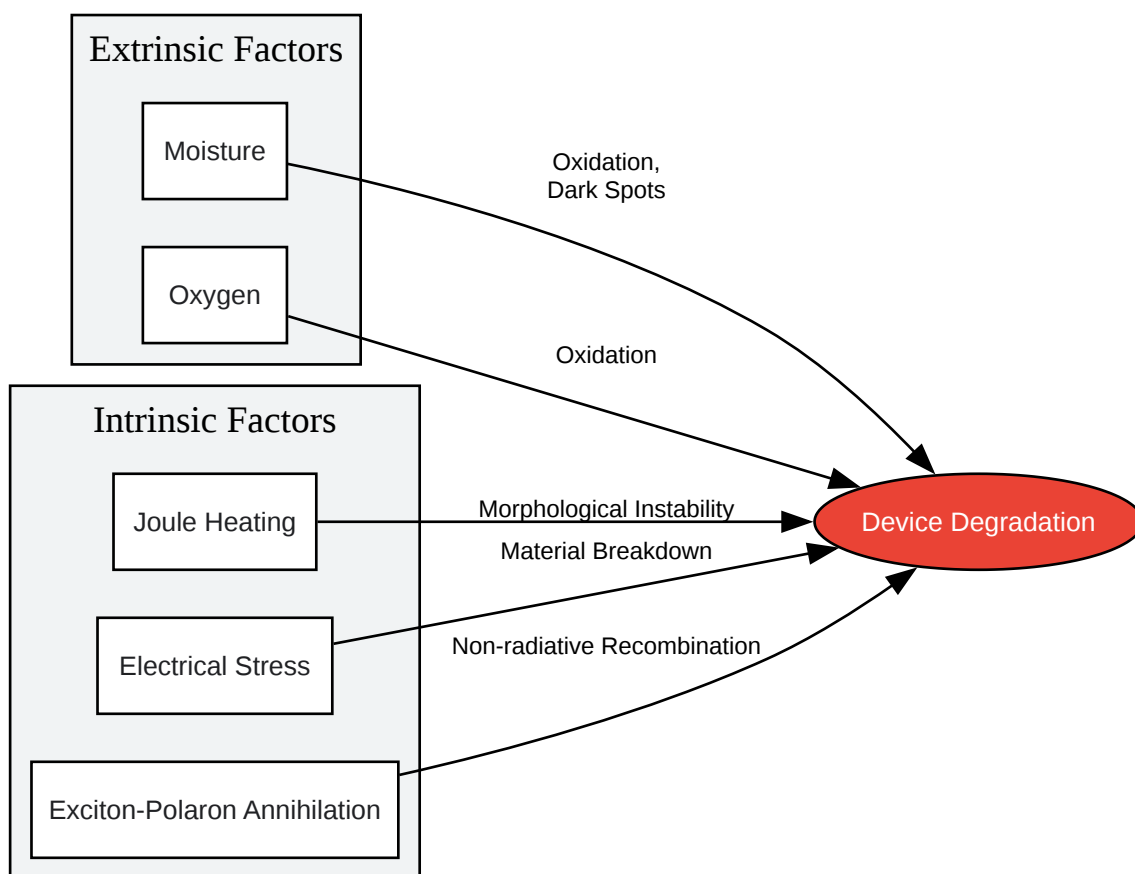 Extrinsic Factors
Moisture
Oxidation,
Dark Spots
Oxygen
Oxidation
Intrinsic Factors
Joule Heating
Morphological Instability
Device Degradation
Material Breakdown
Electrical Stress
Non-radiative Recombination
Exciton-Polaron Annihilation